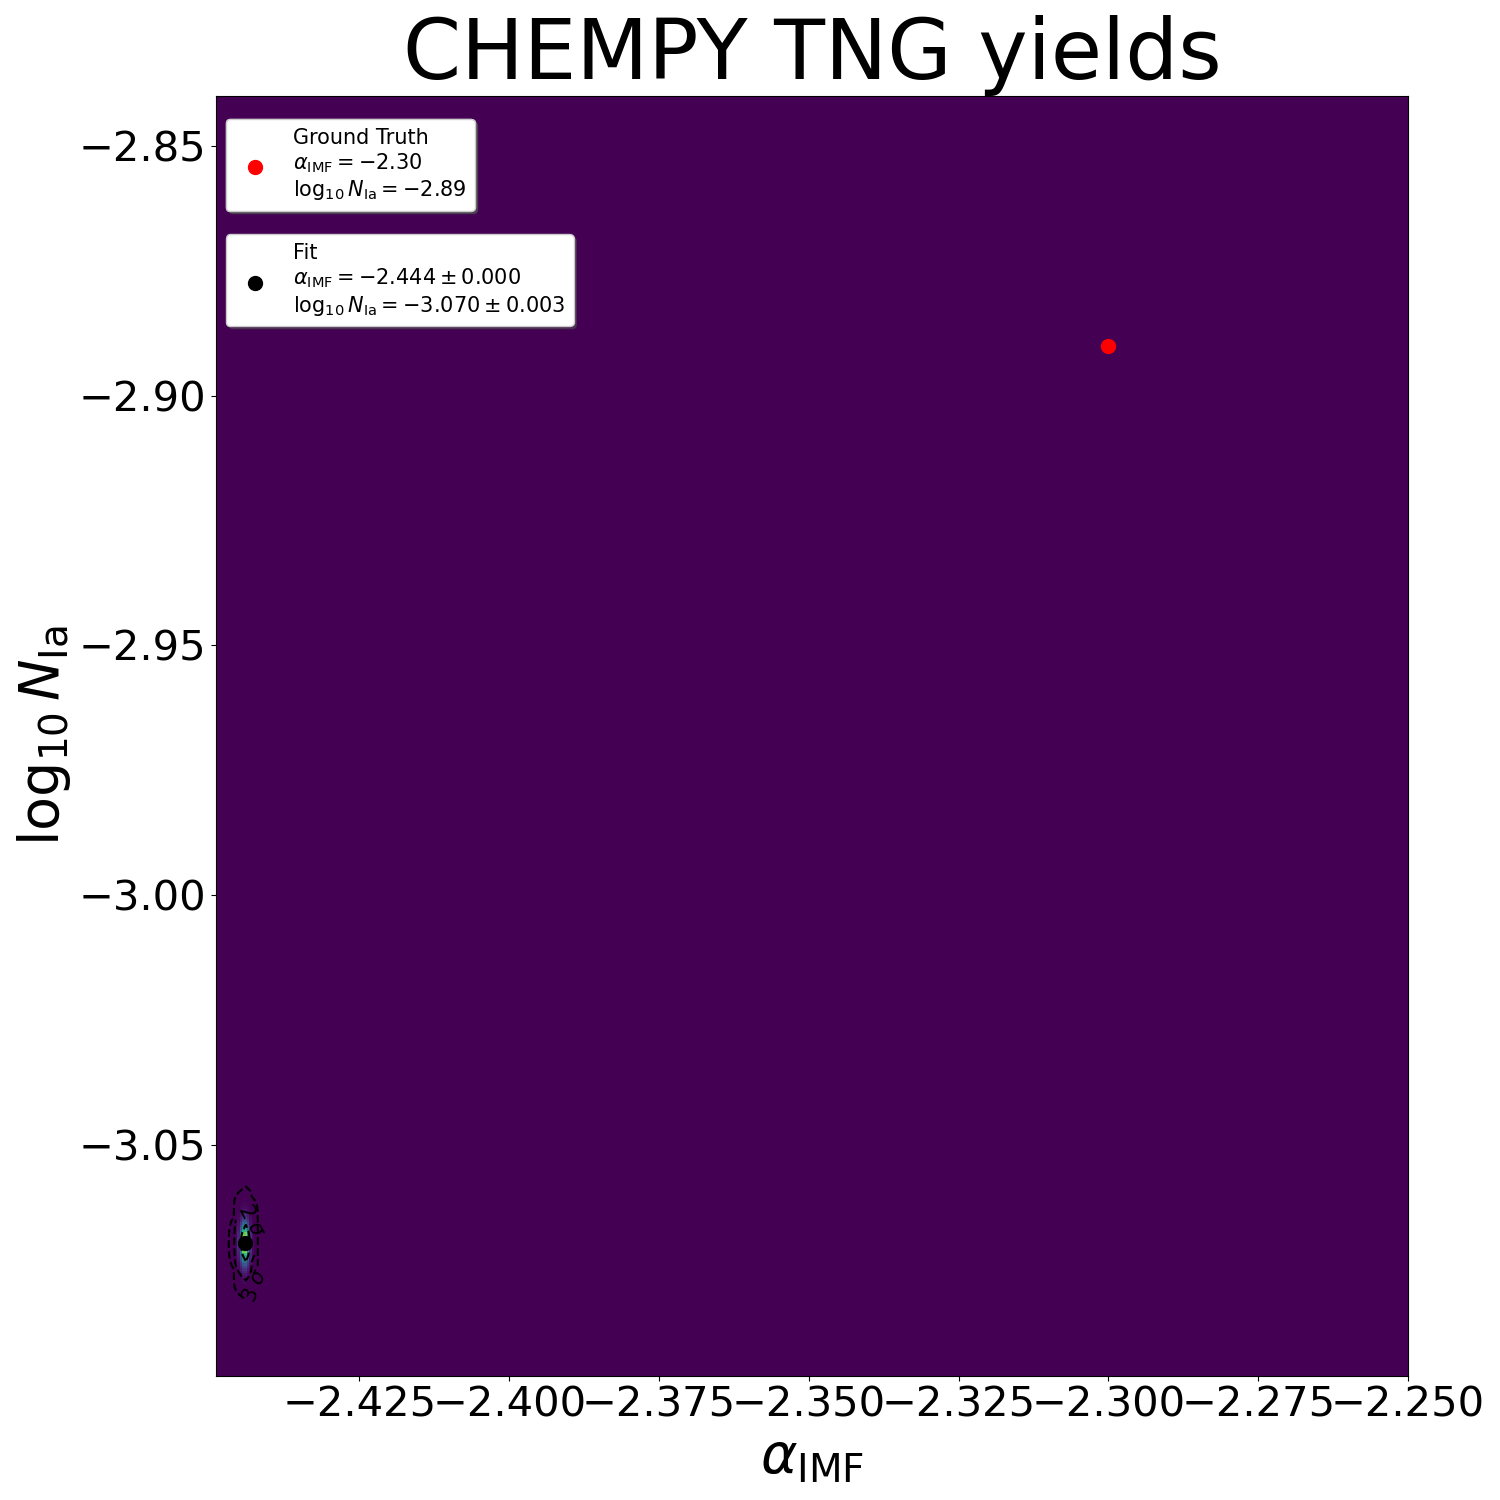 CHEMPY TNG yields
Ground Truth
α_IMF = −2.30
log₁₀ N_Ia = −2.89
Fit
α_IMF = −2.444 ± 0.000
log₁₀ N_Ia = −3.070 ± 0.003
−2.85
−2.90
−2.95
−3.00
−3.05
log₁₀ N_Ia
−2.425
−2.400
−2.375
−2.350
−2.325
−2.300
−2.275
−2.250
α_IMF